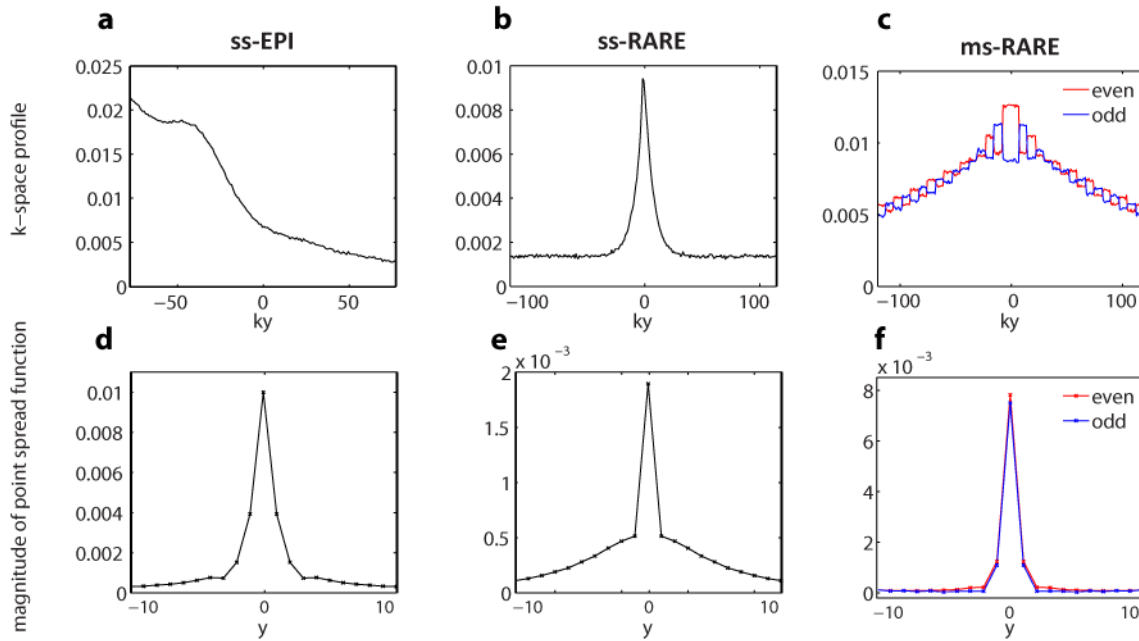 a
ss-EPI
b
ss-RARE
c
ms-RARE
k-space profile
0.025
0.02
0.015
0.01
0.005
0
−50
0
50
ky
0.01
0.008
0.006
0.004
0.002
0
−100
0
100
ky
0.015
0.01
0.005
0
−100
0
100
ky
even
odd
magnitude of point spread function
d
0.01
0.008
0.006
0.004
0.002
0
−10
0
10
y
e
x 10 −3
2
1.5
1
0.5
0
−10
0
10
y
f
x 10 −3
8
6
4
2
0
−10
0
10
y
even
odd